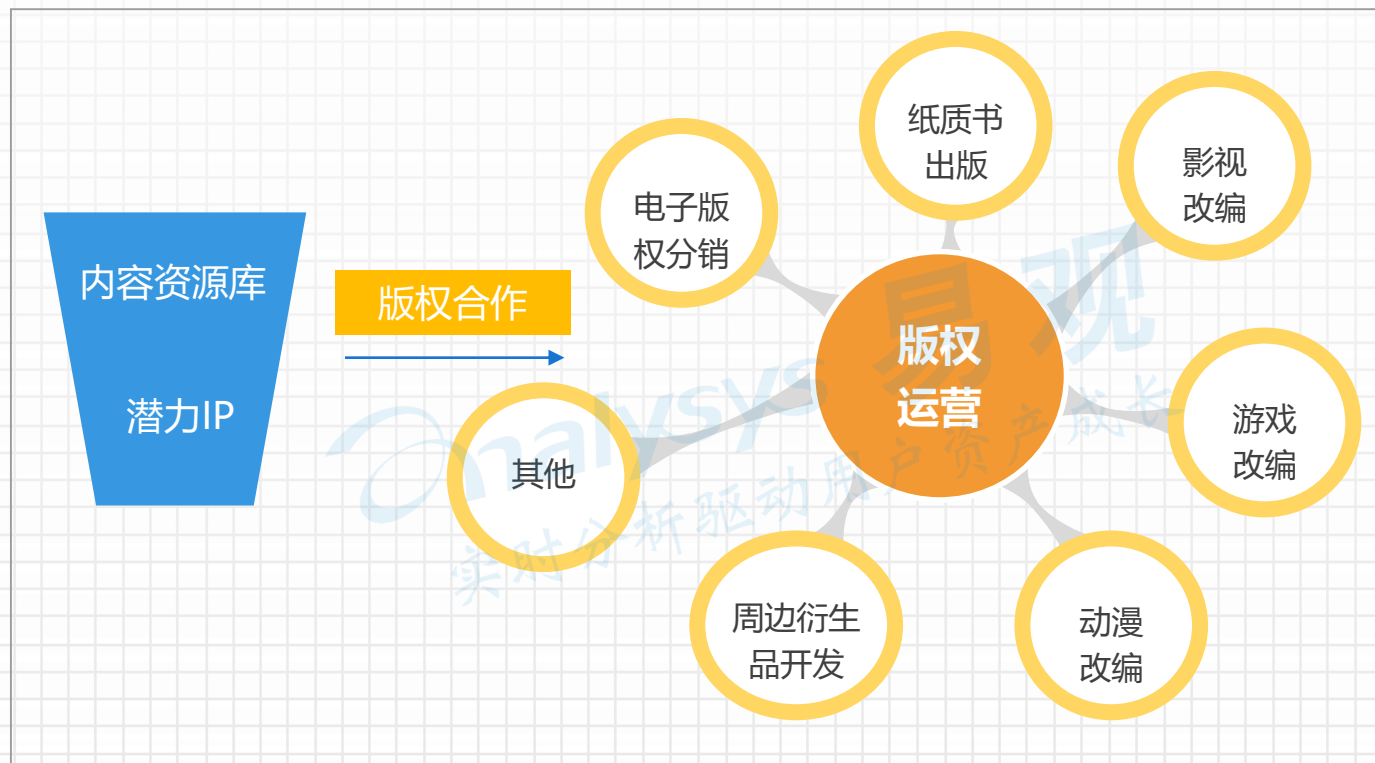 内容资源库
潜力IP
版权合作
电子版
权分销
纸质书
出版
影视
改编
版权
运营
游戏
改编
其他
周边衍生
品开发
动漫
改编
analysys 易观
实时分析驱动用户资产成长